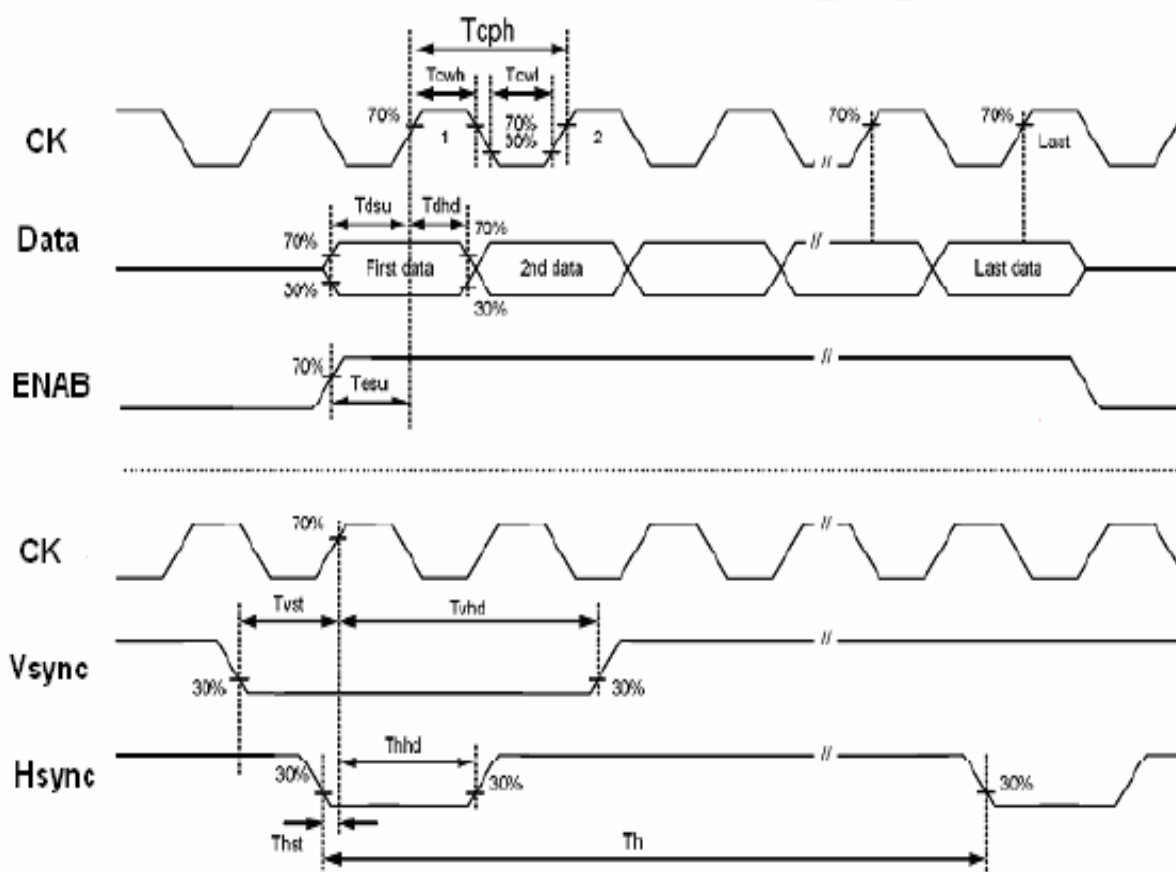 Tcph
Tcwh Tcwl
CK 70% 1 70% 30% 2 // 70% 70% Last
Tdsu Tdhd
Data 70% 70% //
First data 2nd data Last data
30% 30%
ENAB 70% //
Tesu
CK 70% //
Tvst Tvhd
Vsync 30% 30% //
Thhd
Hsync 30% 30% // 30%
Thst
Th